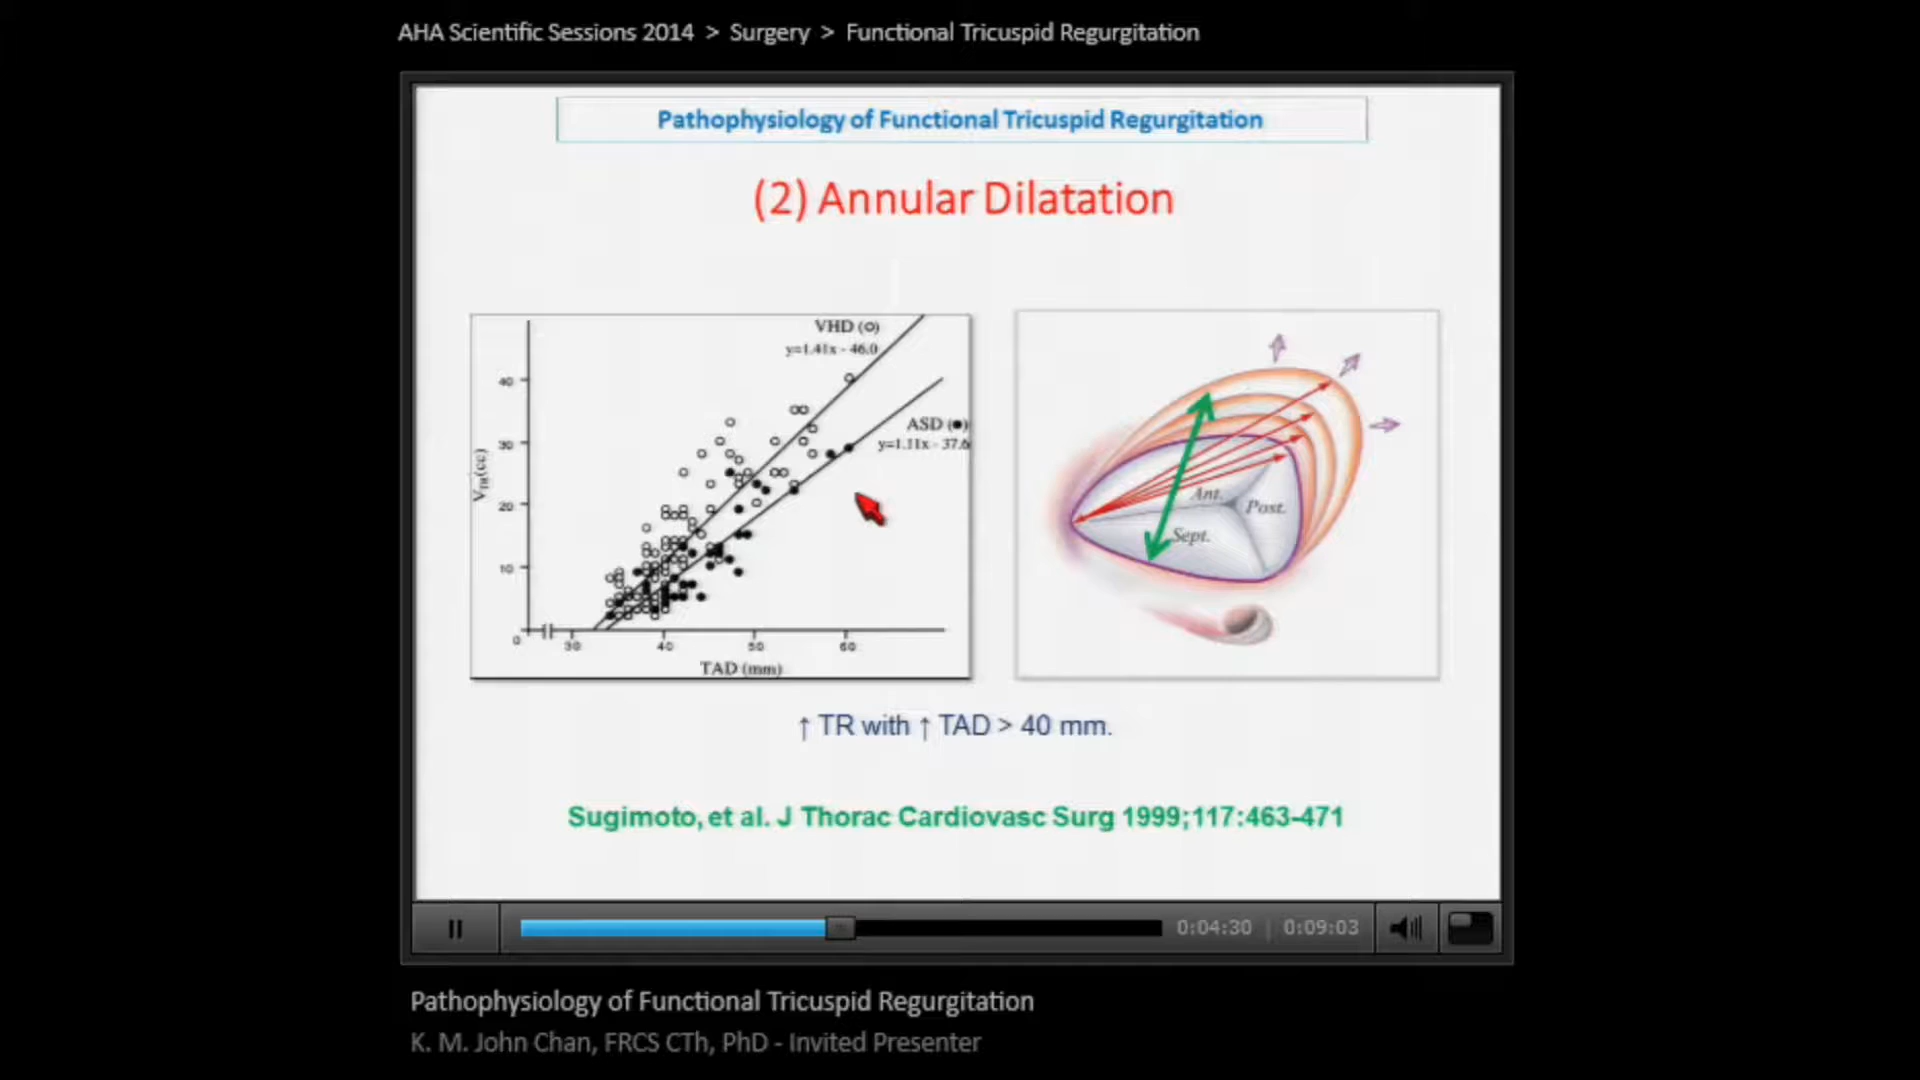 AHA Scientific Sessions 2014 > Surgery > Functional Tricuspid Regurgitation
Pathophysiology of Functional Tricuspid Regurgitation
(2) Annular Dilatation
VHD (o)
y=1.41x - 46.0
ASD (●)
y=1.11x - 37.6
VTR(cc)
40
30
20
10
0
30
40
50
60
TAD (mm)
Ant.
Post.
Sept.
↑ TR with ↑ TAD > 40 mm.
Sugimoto, et al. J Thorac Cardiovasc Surg 1999;117:463-471
0:04:30 | 0:09:03
Pathophysiology of Functional Tricuspid Regurgitation
K. M. John Chan, FRCS CTh, PhD - Invited Presenter